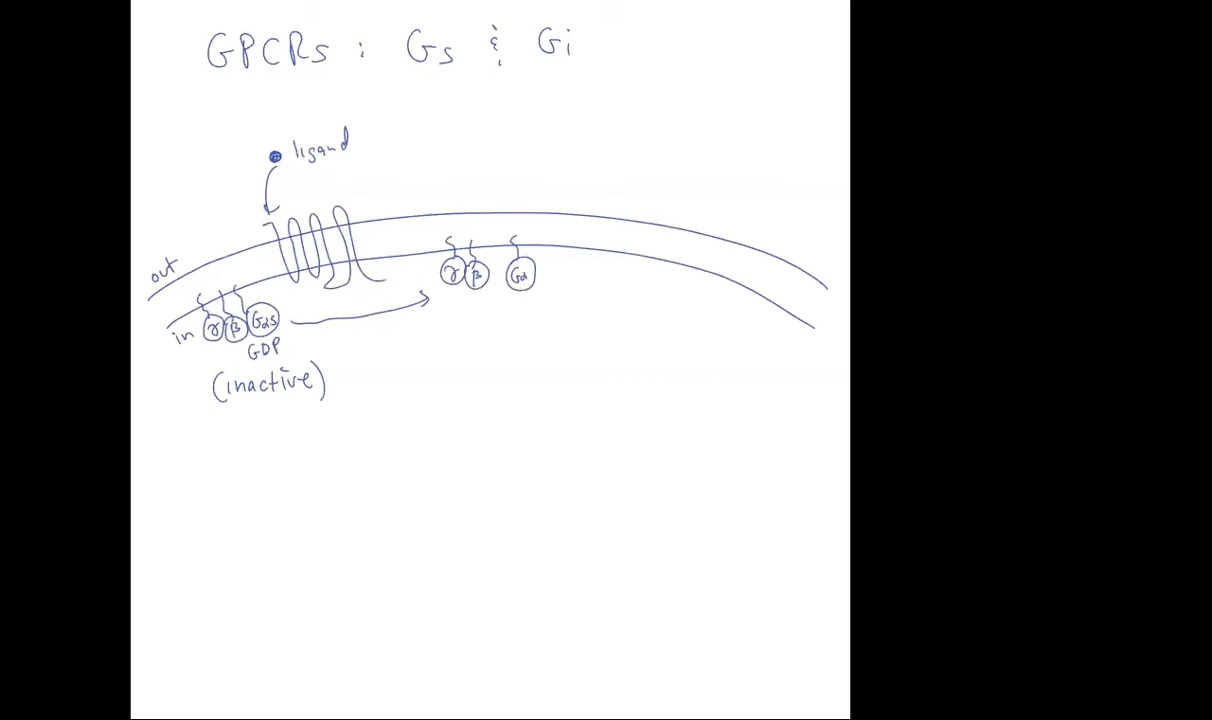 GPCRs : Gs & Gi
ligand
out
in γ β Gαs
GDP
(inactive)
γ β Gα